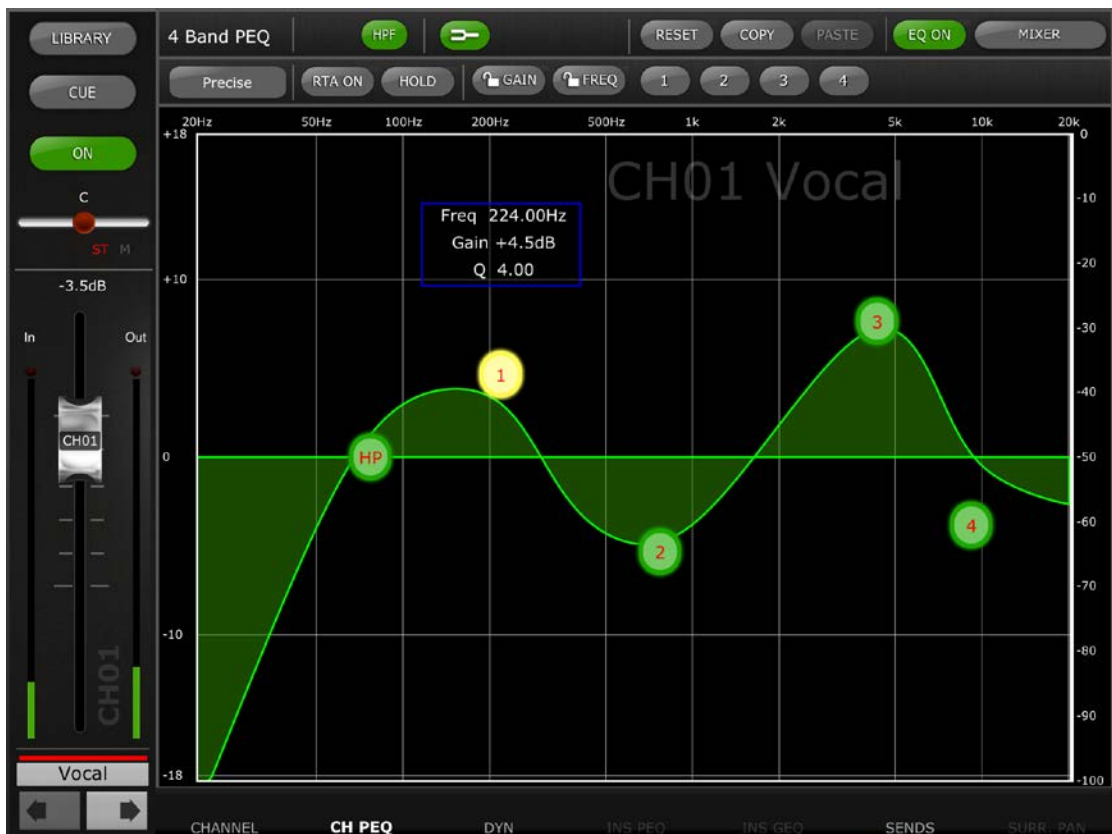 LIBRARY
4 Band PEQ
HPF
RESET
COPY
PASTE
EQ ON
MIXER
CUE
Precise
RTA ON
HOLD
GAIN
FREQ
1
2
3
4
ON
20Hz 50Hz 100Hz 200Hz 500Hz 1k 2k 5k 10k 20k
+18
0
CH01 Vocal
C
-10
Freq 224.00Hz
Gain +4.5dB
Q 4.00
ST M
-20
+10
-3.5dB
-30
In
Out
3
1
-40
CH01
HP
0
-50
4
-60
2
-70
-10
-80
CH01
-90
-18
-100
Vocal
CHANNEL
CH PEQ
DYN
INS PEQ
INS GEQ
SENDS
SURR. PAN